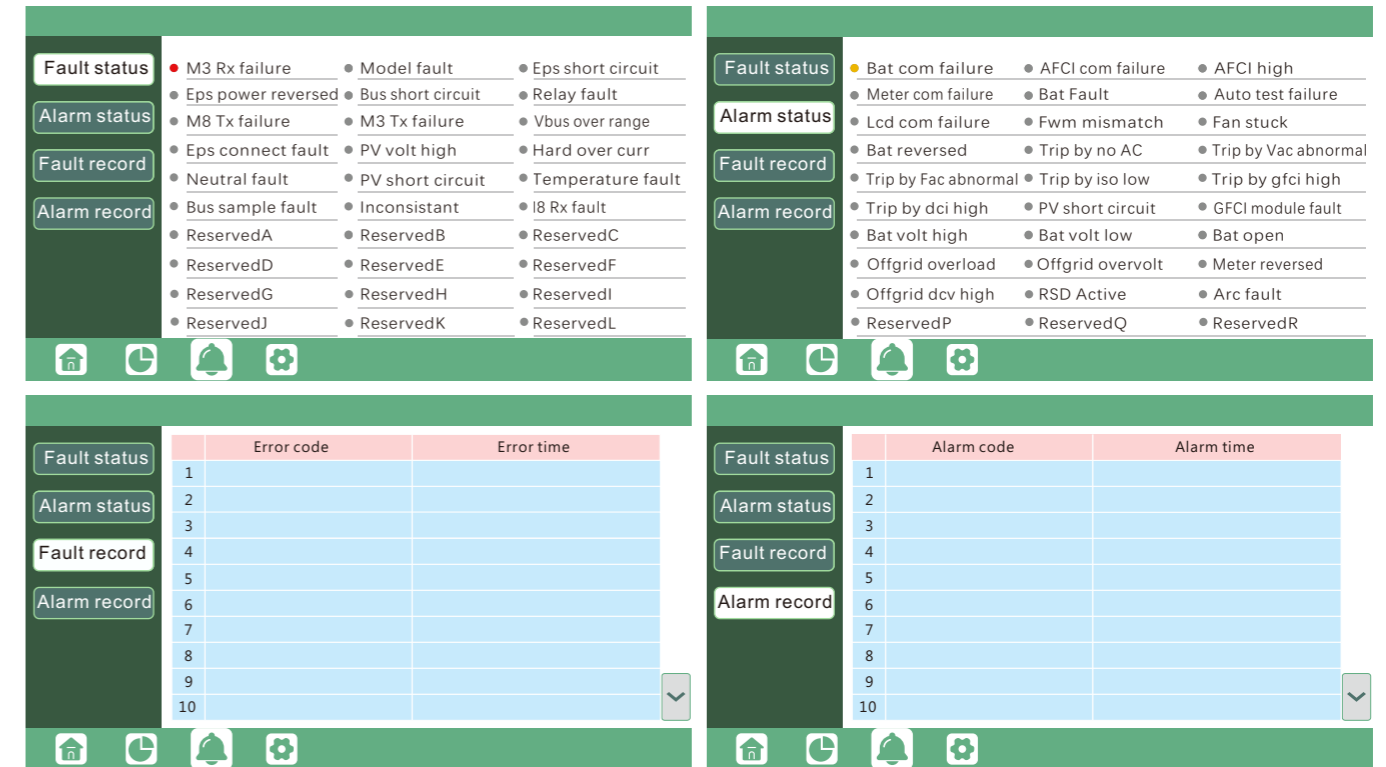 Fault status
Alarm status
Fault record
Alarm record
M3 Rx failure Model fault Eps short circuit
Eps power reversed Bus short circuit Relay fault
M8 Tx failure M3 Tx failure Vbus over range
Eps connect fault PV volt high Hard over curr
Neutral fault PV short circuit Temperature fault
Bus sample fault Inconsistant I8 Rx fault
ReservedA ReservedB ReservedC
ReservedD ReservedE ReservedF
ReservedG ReservedH ReservedI
ReservedJ ReservedK ReservedL
Fault status
Alarm status
Fault record
Alarm record
Bat com failure AFCI com failure AFCI high
Meter com failure Bat Fault Auto test failure
Lcd com failure Fwm mismatch Fan stuck
Bat reversed Trip by no AC Trip by Vac abnormal
Trip by Fac abnormal Trip by iso low Trip by gfci high
Trip by dci high PV short circuit GFCI module fault
Bat volt high Bat volt low Bat open
Offgrid overload Offgrid overvolt Meter reversed
Offgrid dcv high RSD Active Arc fault
ReservedP ReservedQ ReservedR
Fault status
Alarm status
Fault record
Alarm record
Error code Error time
1
2
3
4
5
6
7
8
9
10
Fault status
Alarm status
Fault record
Alarm record
Alarm code Alarm time
1
2
3
4
5
6
7
8
9
10